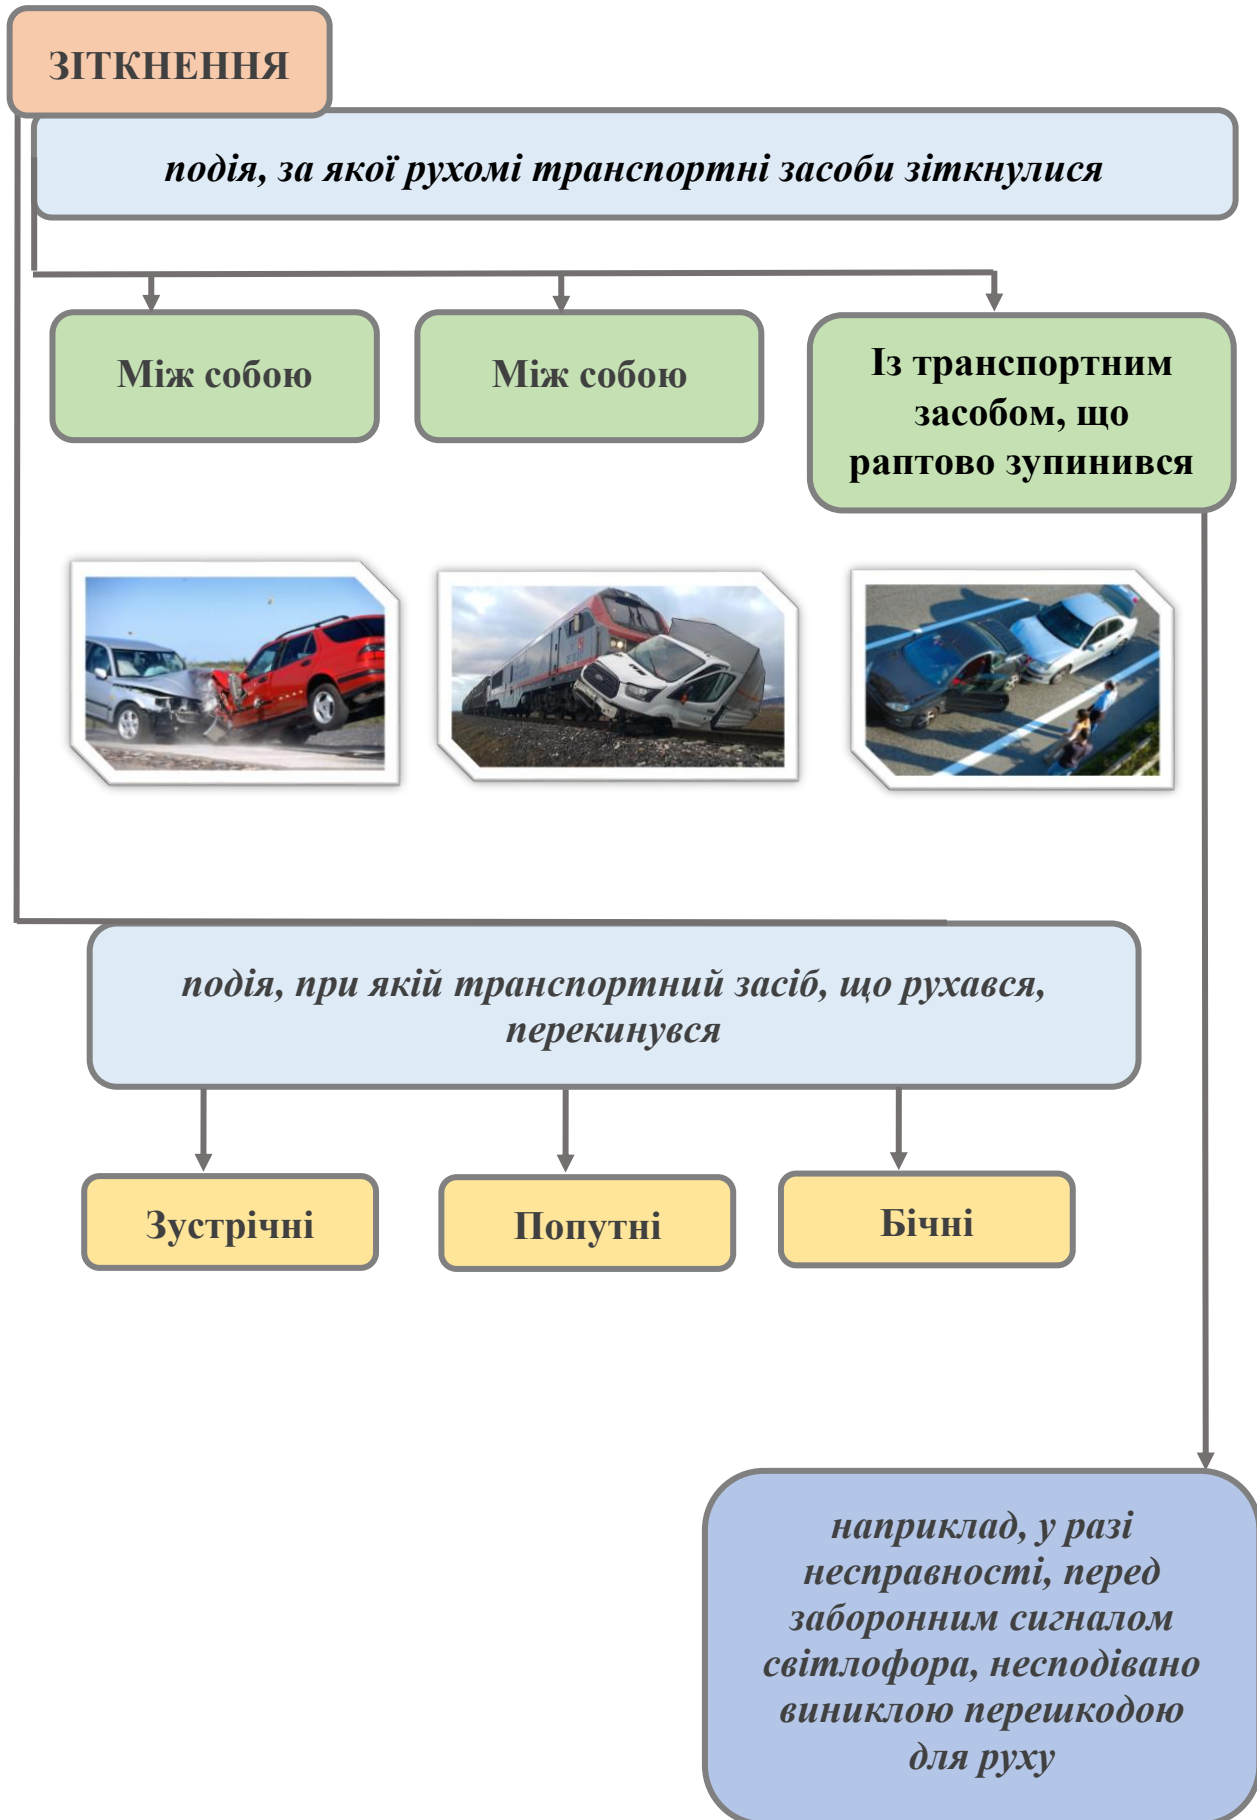 ЗІТКНЕННЯ
подія, за якої рухомі транспортні засоби зіткнулися
Між собою
Між собою
Із транспортним
засобом, що
раптово зупинився
подія, при якій транспортний засіб, що рухався,
перекинувся
Зустрічні
Попутні
Бічні
наприклад, у разі
несправності, перед
заборонним сигналом
світлофора, несподівано
виниклою перешкодою
для руху